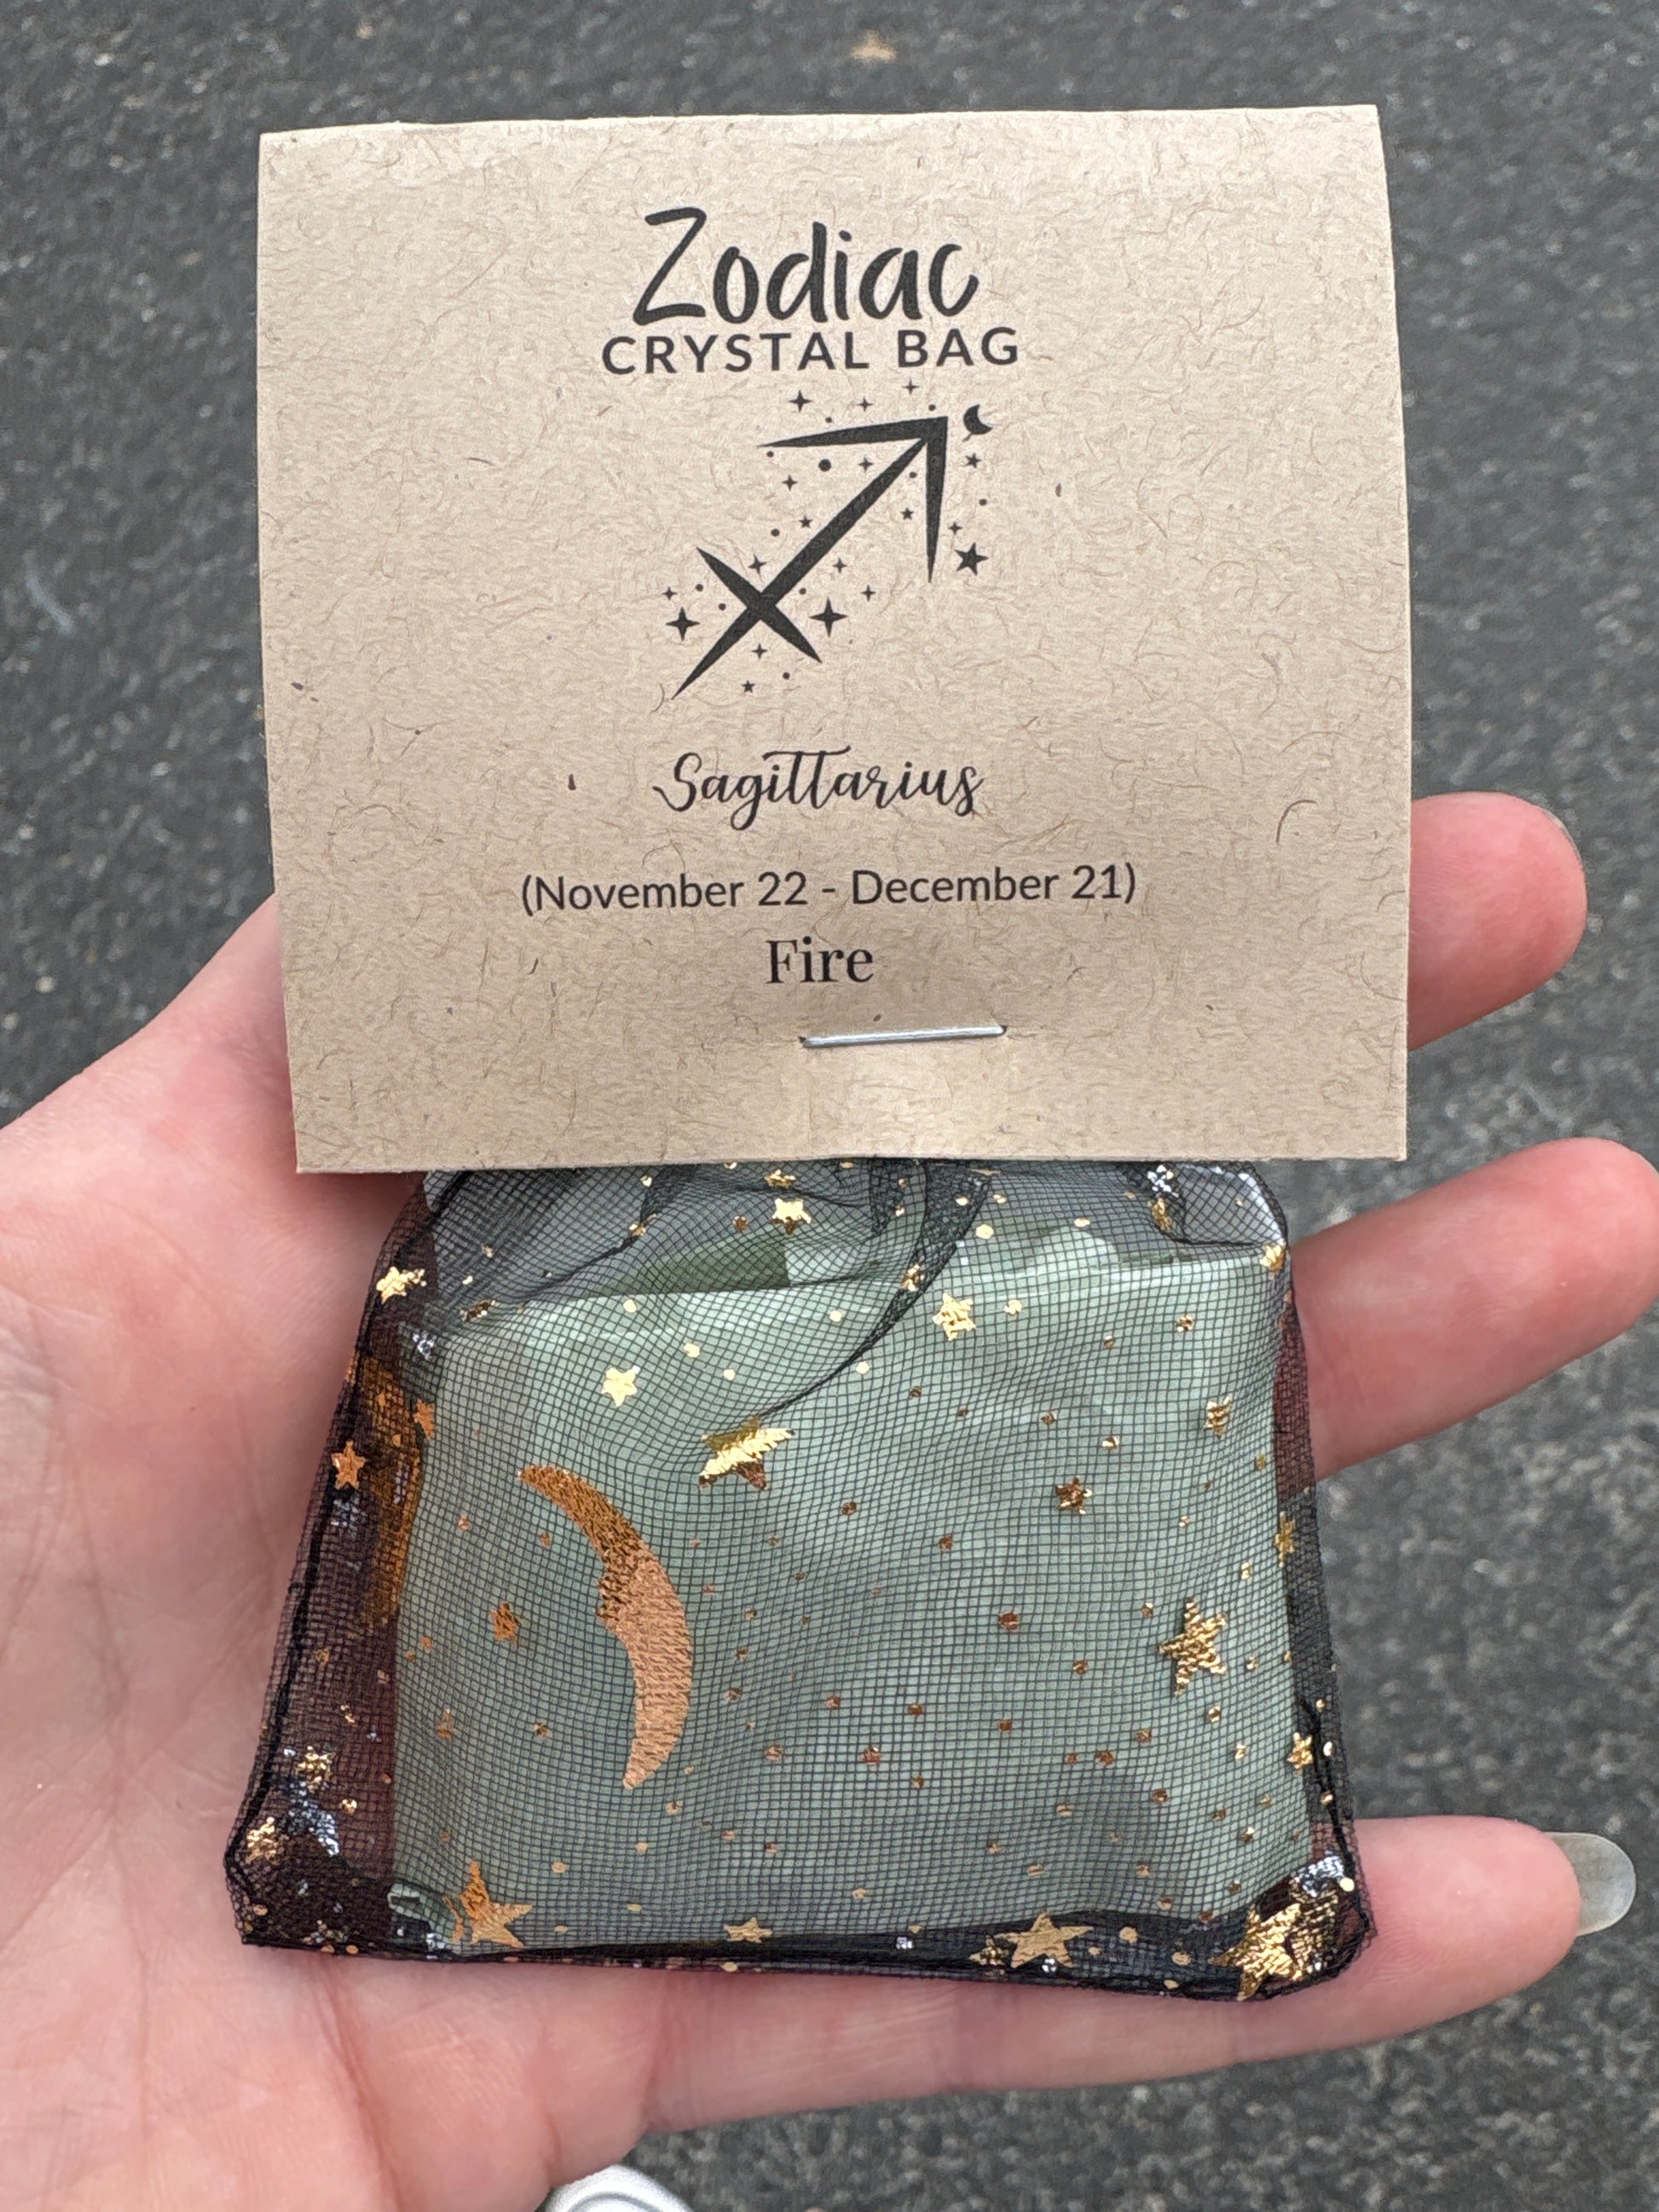 Zodiac
CRYSTAL BAG
Sagittarius
(November 22 - December 21)
Fire